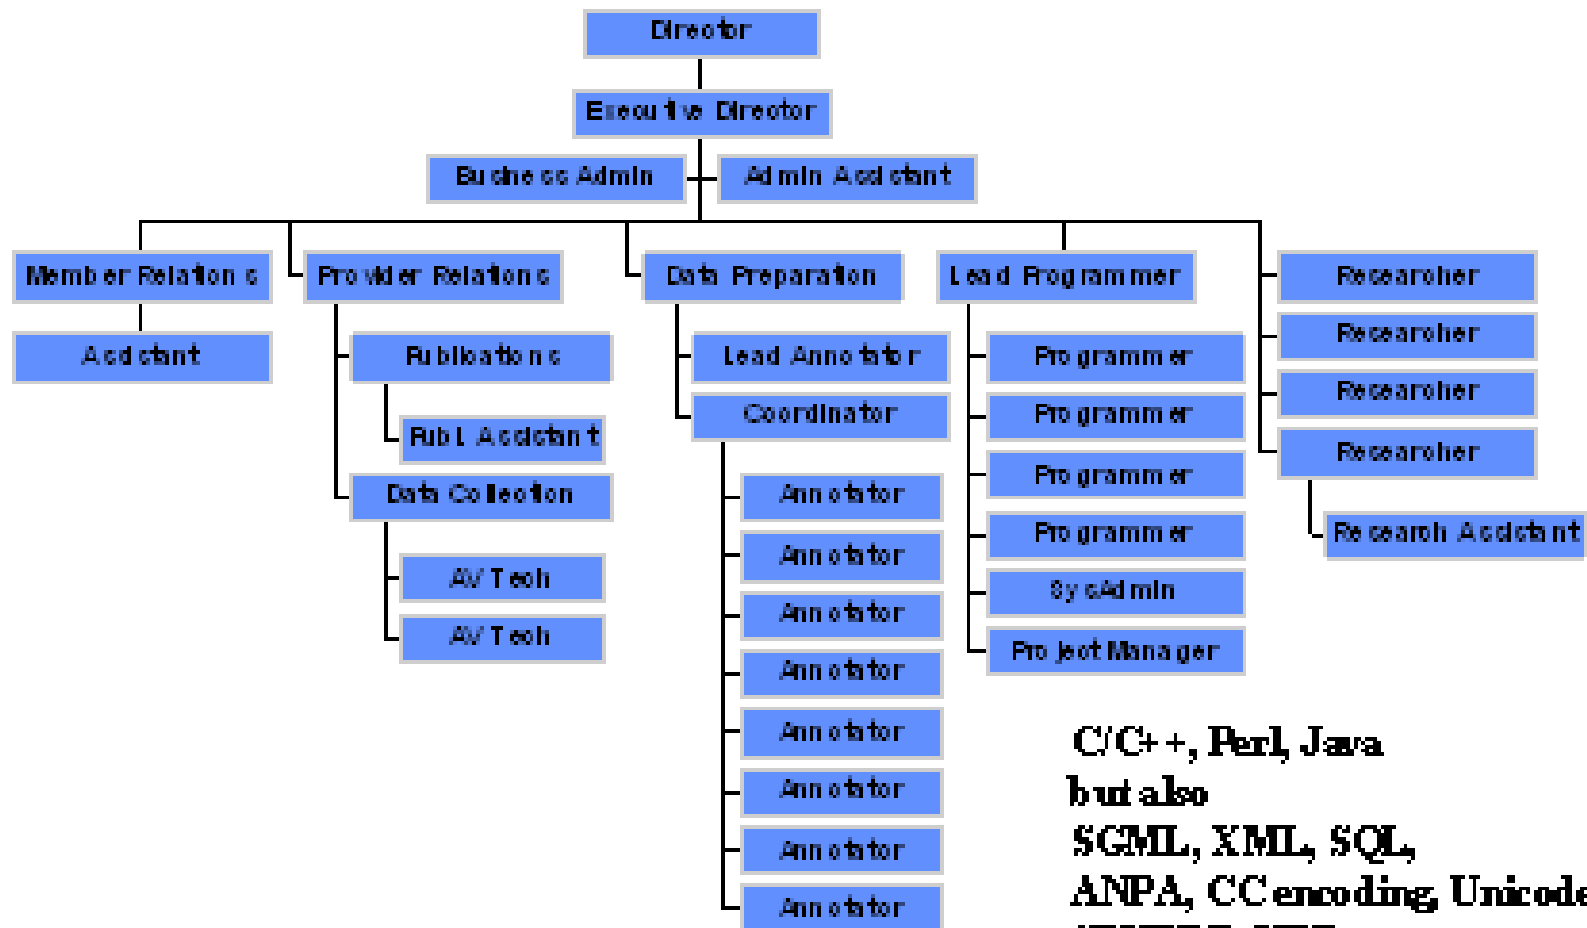 Director
Executive Director
Business Admin
Admin Assistant
Member Relations
Provider Relations
Data Preparation
Lead Programmer
Researcher
Assistant
Publications
Lead Annotator
Programmer
Researcher
Coordinator
Programmer
Researcher
Publ. Assistant
Researcher
Data Collection
Annotator
Programmer
Annotator
Programmer
Research Assistant
AV Tech
SysAdmin
Annotator
AV Tech
Project Manager
Annotator
Annotator
Annotator
Annotator
Annotator
C/C++, Perl, Java
but also
SGML, XML, SQL,
ANPA, CC encoding, Unicode